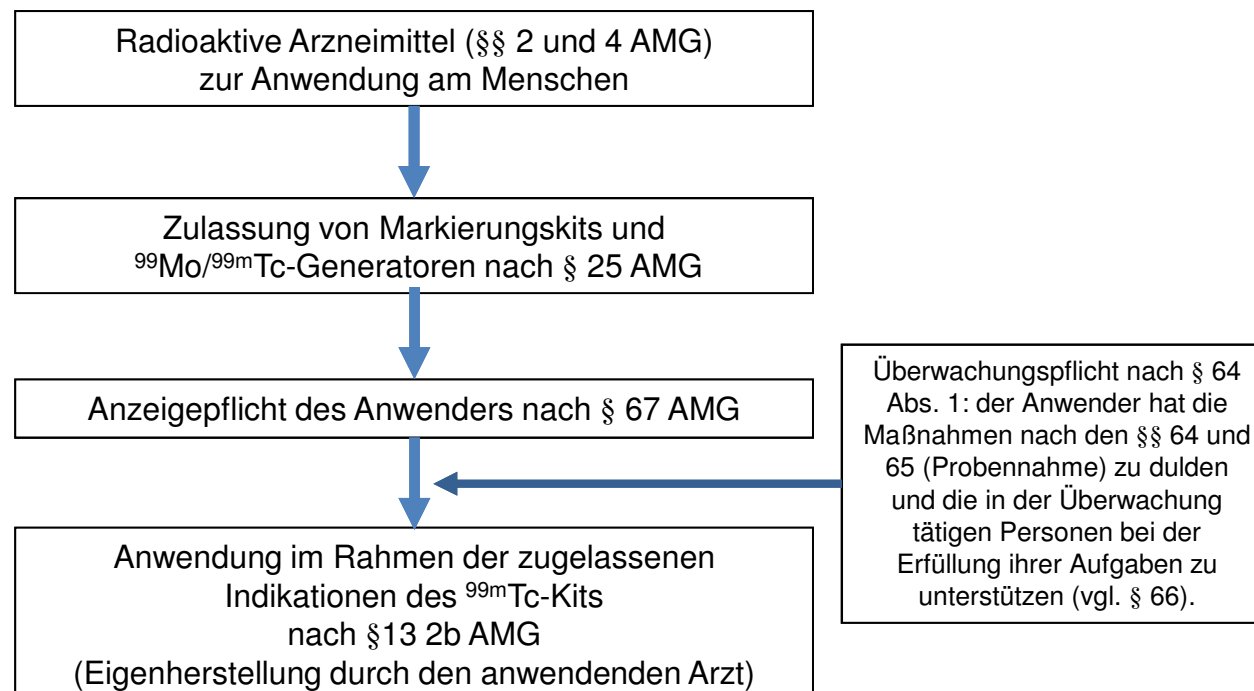 Radioaktive Arzneimittel (§§ 2 und 4 AMG)
zur Anwendung am Menschen
Zulassung von Markierungskits und
⁹⁹Mo/⁹⁹ᵐTc-Generatoren nach § 25 AMG
Anzeigepflicht des Anwenders nach § 67 AMG
Überwachungspflicht nach § 64
Abs. 1: der Anwender hat die
Maßnahmen nach den §§ 64 und
65 (Probennahme) zu dulden
und die in der Überwachung
tätigen Personen bei der
Erfüllung ihrer Aufgaben zu
unterstützen (vgl. § 66).
Anwendung im Rahmen der zugelassenen
Indikationen des ⁹⁹ᵐTc-Kits
nach §13 2b AMG
(Eigenherstellung durch den anwendenden Arzt)